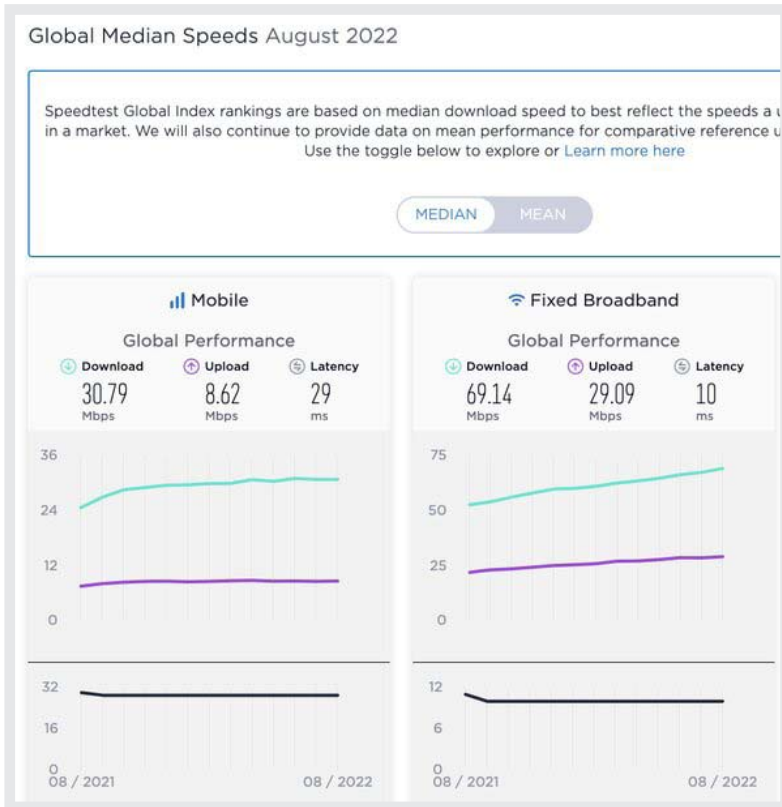 Global Median Speeds August 2022
Speedtest Global Index rankings are based on median download speed to best reflect the speeds a
in a market. We will also continue to provide data on mean performance for comparative reference
Use the toggle below to explore or Learn more here
MEDIAN MEAN
Mobile
Global Performance
Download Upload Latency
30.79 8.62 29
Mbps Mbps ms
36
24
12
0
32
16
0
08 / 2021 08 / 2022
Fixed Broadband
Global Performance
Download Upload Latency
69.14 29.09 10
Mbps Mbps ms
75
50
25
0
12
6
0
08 / 2021 08 / 2022